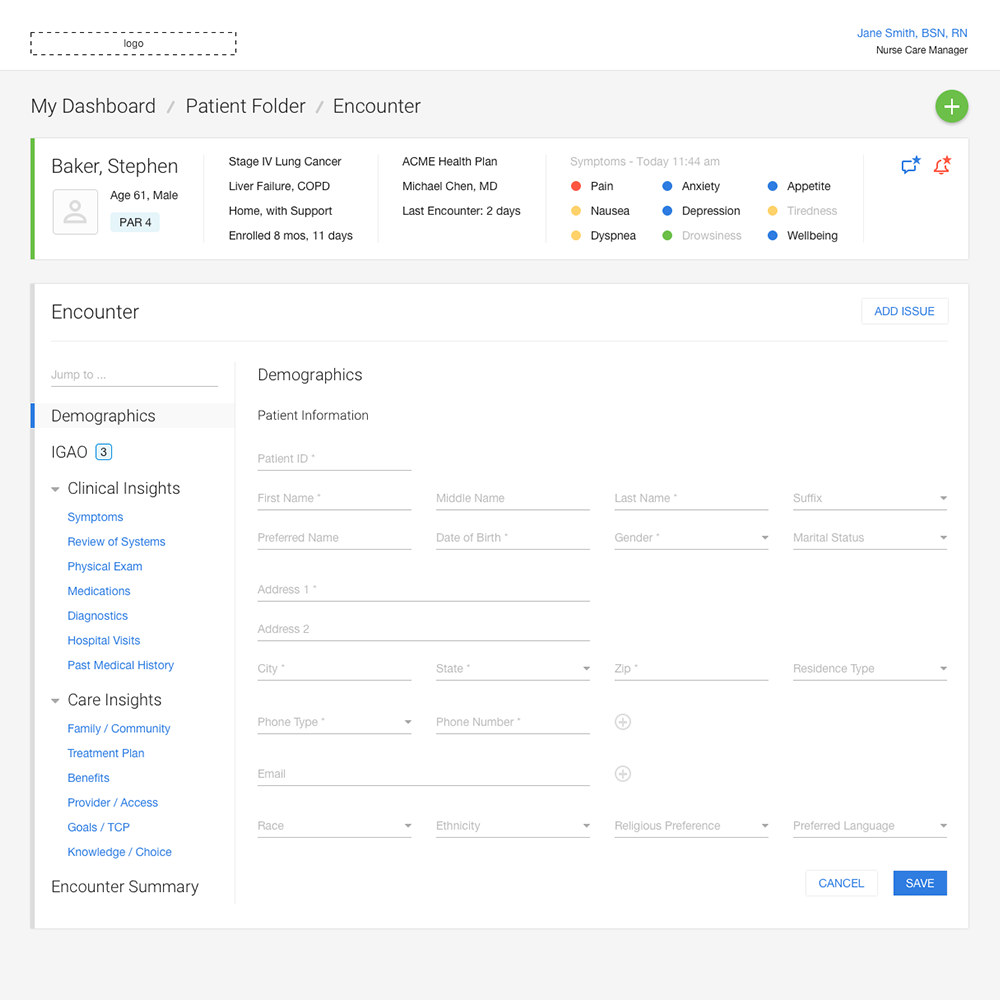 logo
Jane Smith, BSN, RN
Nurse Care Manager
My Dashboard / Patient Folder / Encounter
Baker, Stephen
Age 61, Male
PAR 4
Stage IV Lung Cancer
Liver Failure, COPD
Home, with Support
Enrolled 8 mos, 11 days
ACME Health Plan
Michael Chen, MD
Last Encounter: 2 days
Symptoms - Today 11:44 am
Pain Anxiety Appetite
Nausea Depression Tiredness
Dyspnea Drowsiness Wellbeing
Encounter
ADD ISSUE
Jump to ...
Demographics
IGAO 3
Clinical Insights
Symptoms
Review of Systems
Physical Exam
Medications
Diagnostics
Hospital Visits
Past Medical History
Care Insights
Family / Community
Treatment Plan
Benefits
Provider / Access
Goals / TCP
Knowledge / Choice
Encounter Summary
Demographics
Patient Information
Patient ID *
First Name * Middle Name Last Name * Suffix
Preferred Name Date of Birth * Gender * Marital Status
Address 1 *
Address 2
City * State * Zip * Residence Type
Phone Type * Phone Number *
Email
Race Ethnicity Religious Preference Preferred Language
CANCEL SAVE